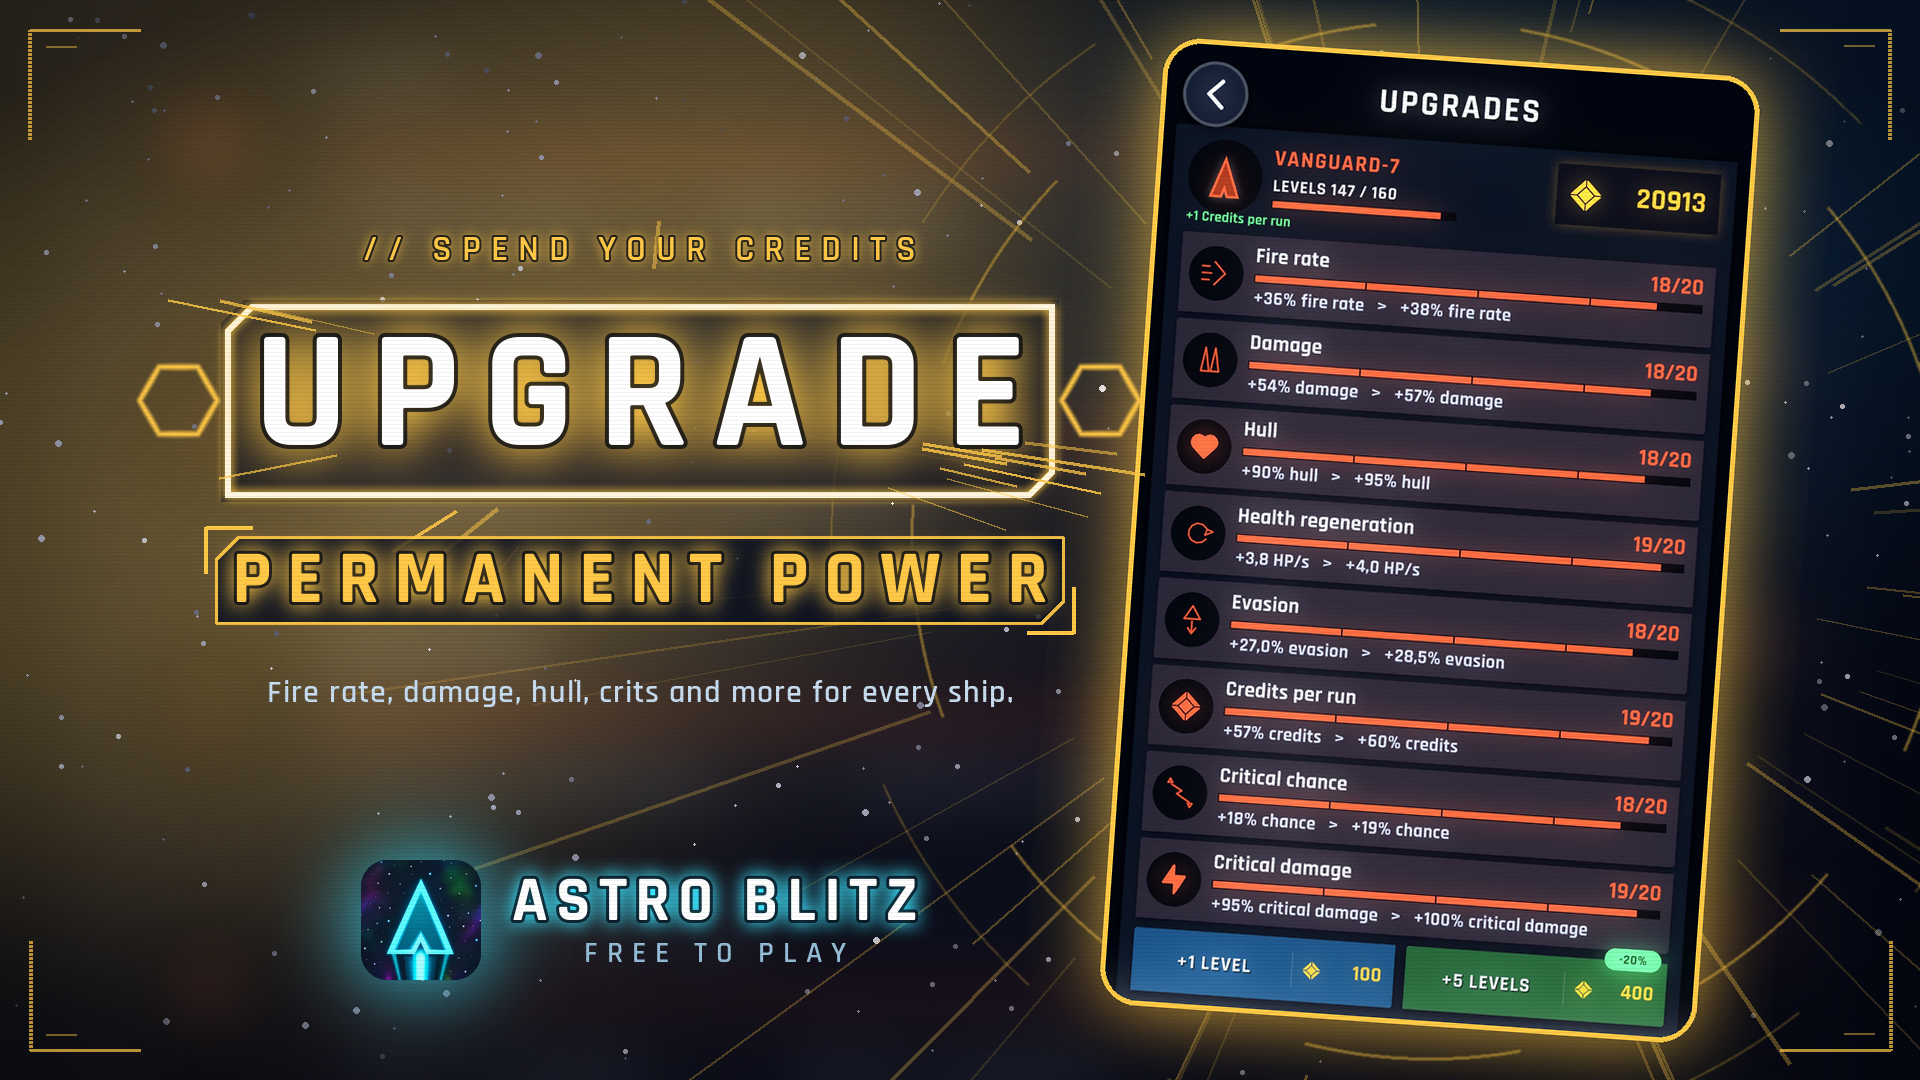 // SPEND YOUR CREDITS
UPGRADE
PERMANENT POWER
Fire rate, damage, hull, crits and more for every ship.
ASTRO BLITZ
FREE TO PLAY
UPGRADES
VANGUARD-7
LEVELS 147 / 160
+1 Credits per run
20913
Fire rate
18/20
+36% fire rate > +38% fire rate
Damage
18/20
+54% damage > +57% damage
Hull
18/20
+90% hull > +95% hull
Health regeneration
19/20
+3,8 HP/s > +4,0 HP/s
Evasion
18/20
+27,0% evasion > +28,5% evasion
Credits per run
19/20
+57% credits > +60% credits
Critical chance
18/20
+18% chance > +19% chance
Critical damage
19/20
+95% critical damage > +100% critical damage
+1 LEVEL 100
-20%
+5 LEVELS 400